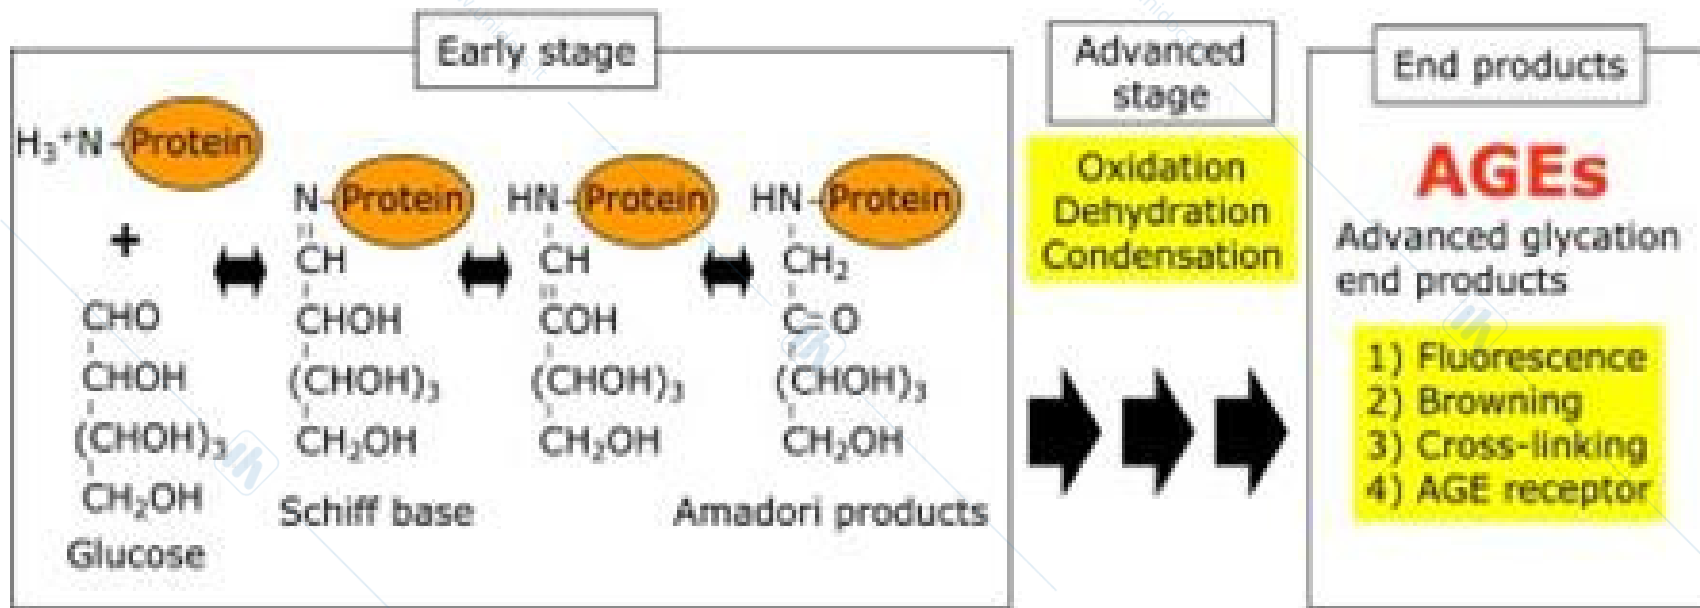 Early stage
H₃⁺N-Protein
+
CHO
CHOH
(CHOH)₃
CH₂OH
Glucose
N-Protein
CH
CHOH
(CHOH)₃
CH₂OH
Schiff base
HN-Protein
CH
COH
(CHOH)₃
CH₂OH
HN-Protein
CH₂
C=O
(CHOH)₃
CH₂OH
Amadori products
Advanced
stage
Oxidation
Dehydration
Condensation
End products
AGEs
Advanced glycation
end products
1) Fluorescence
2) Browning
3) Cross-linking
4) AGE receptor